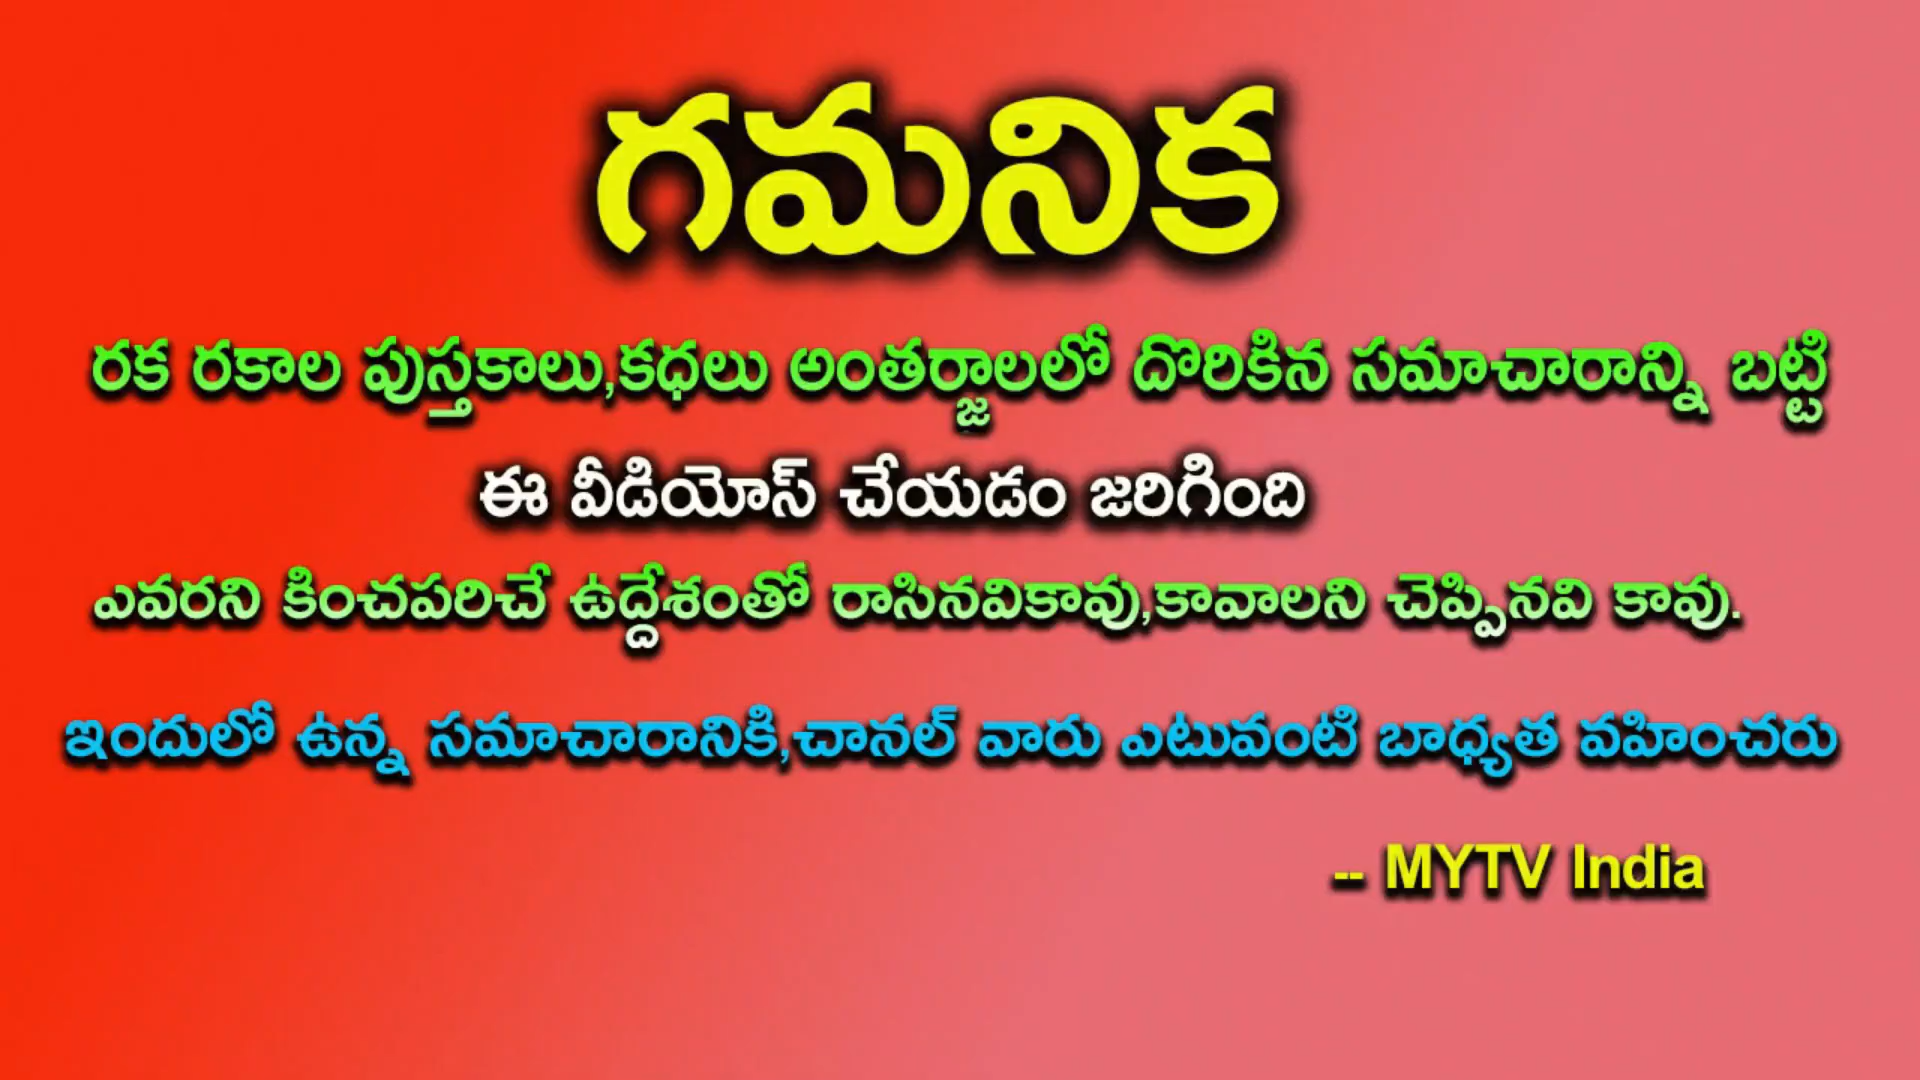 గమనిక
రక రకాల పుస్తకాలు,కధలు అంతర్జాలలో దొరికిన సమాచారాన్ని బట్టి
ఈ వీడియోస్ చేయడం జరిగింది
ఎవరని కించపరిచే ఉద్దేశంతో రాసినవికావు,కావాలని చెప్పినవి కావు.
ఇందులో ఉన్న సమాచారానికి,చానల్ వారు ఎటువంటి బాధ్యత వహించరు
-- MYTV India